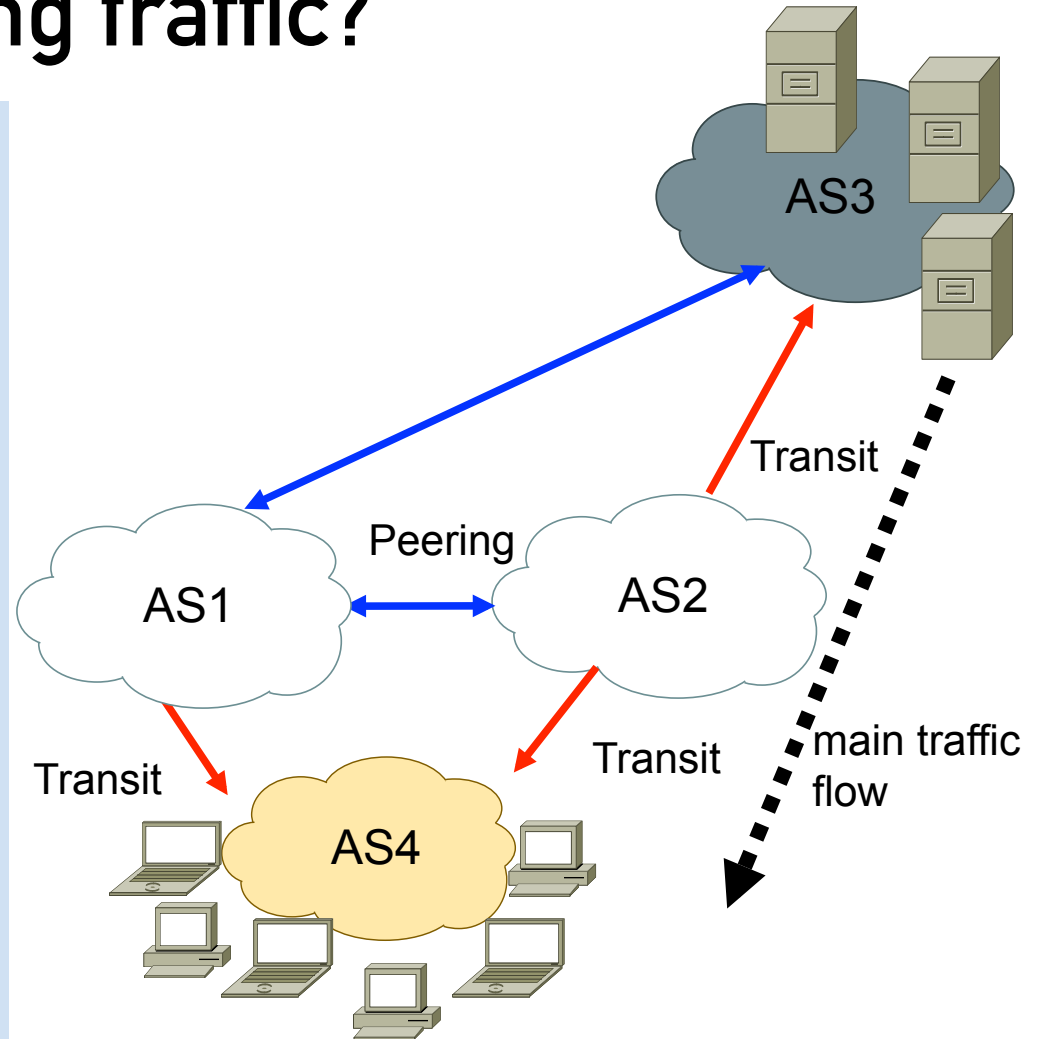 ng traffic?
AS3
Transit
Peering
AS1
AS2
main traffic
flow
Transit
Transit
AS4